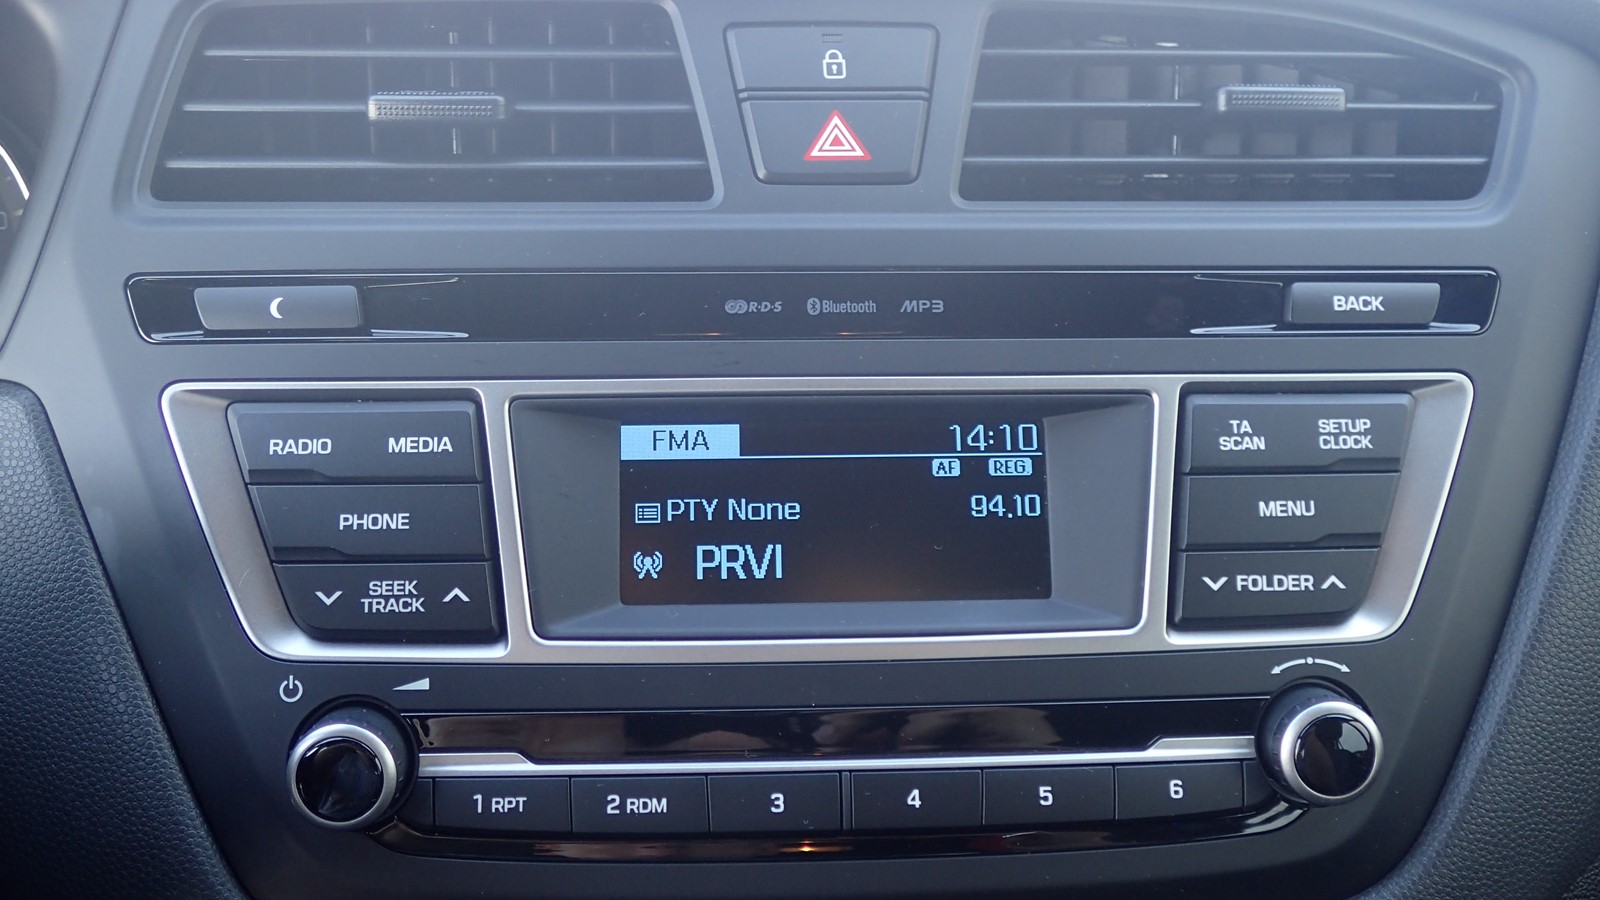 R·D·S Bluetooth MP3
BACK
RADIO MEDIA
PHONE
SEEK
TRACK
FMA 14:10
AF REG
PTY None 94.10
PRVI
TA
SCAN
SETUP
CLOCK
MENU
FOLDER
1 RPT
2 RDM
3
4
5
6